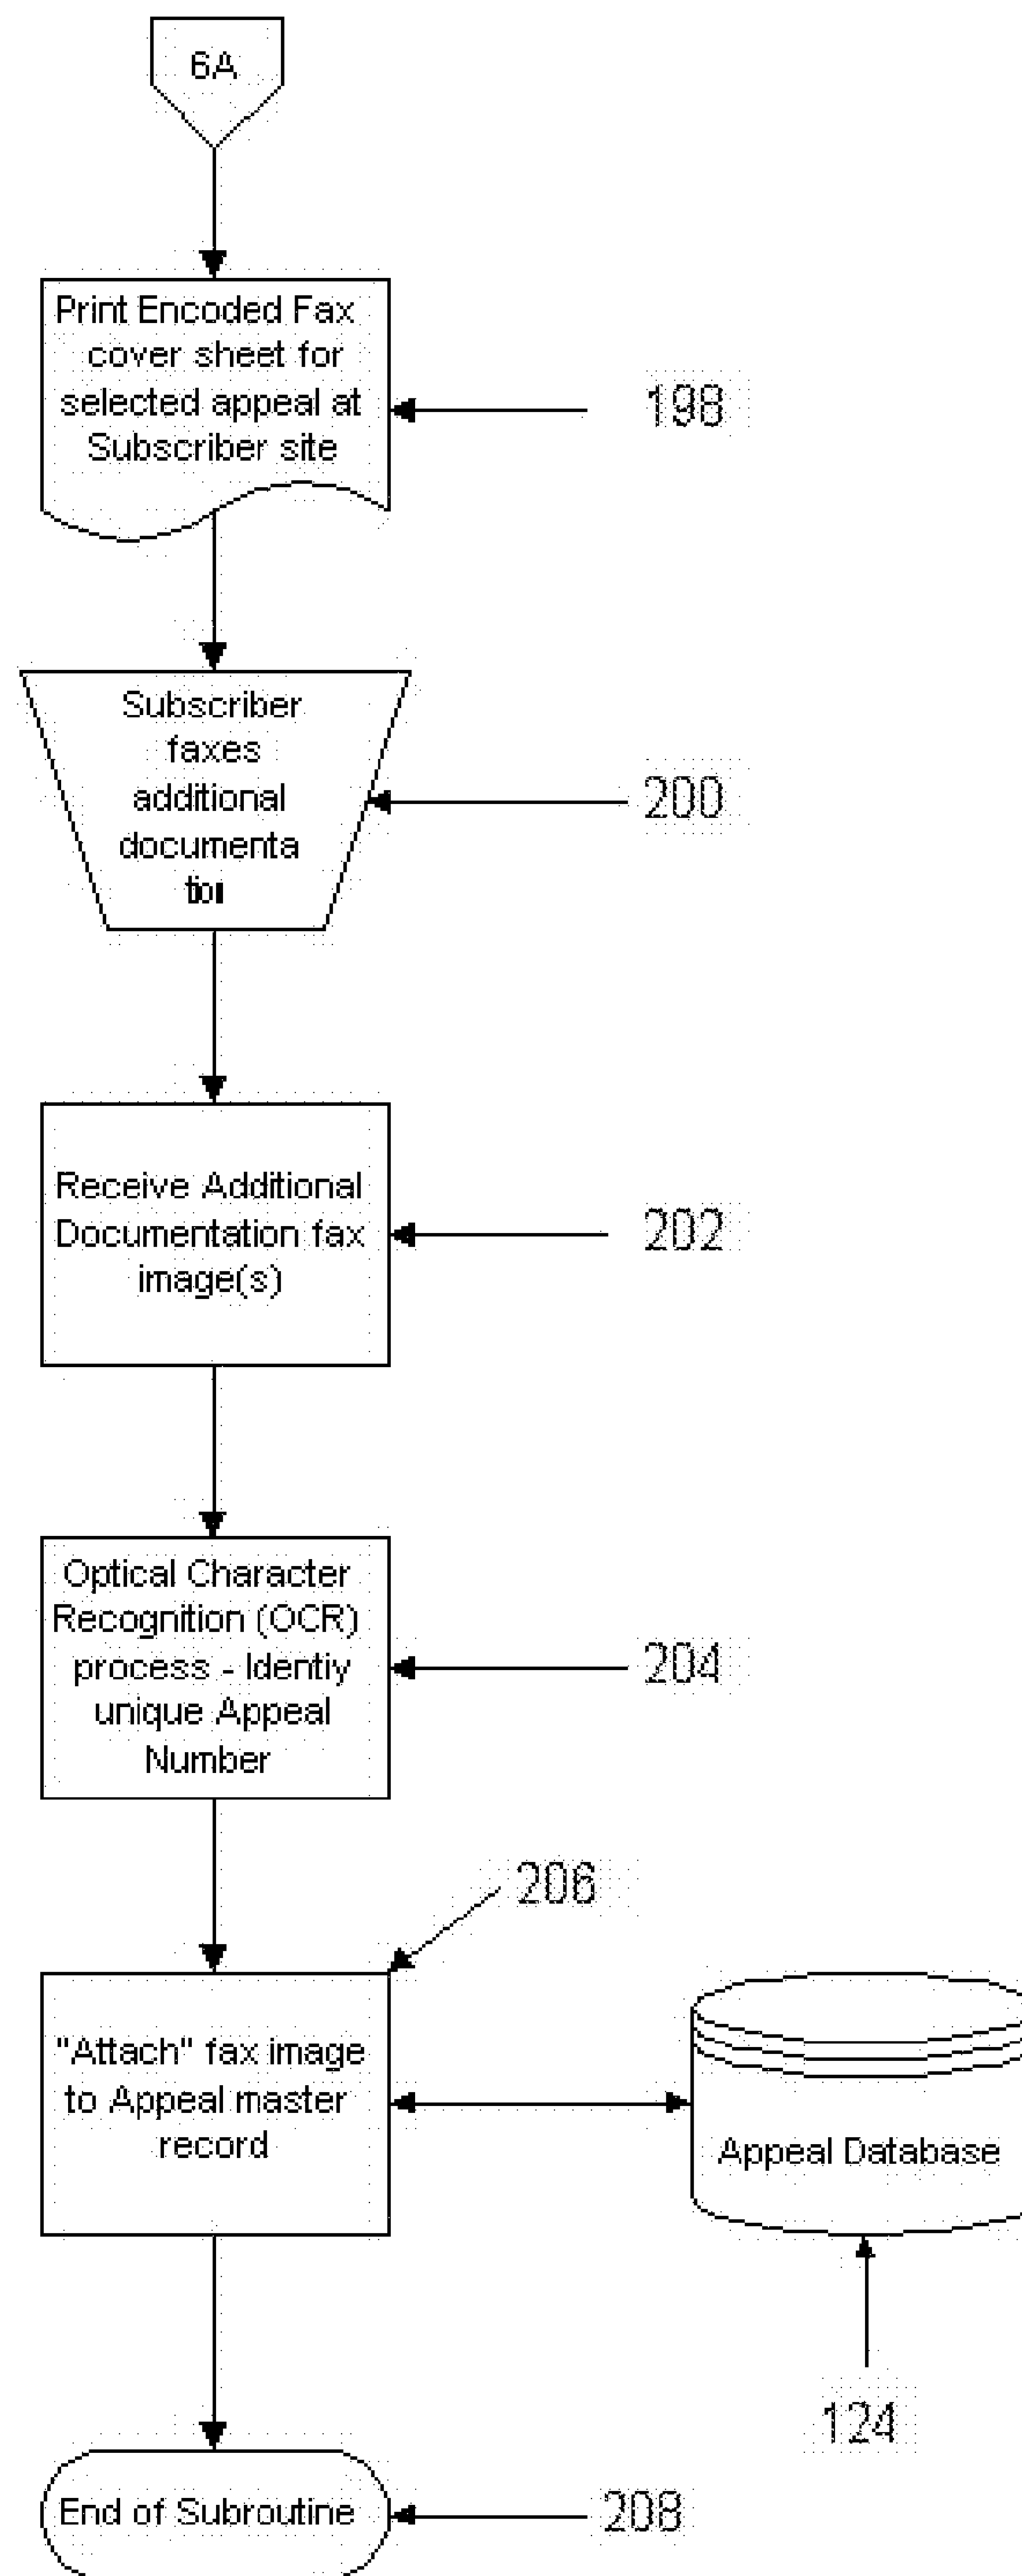 6A
Print Encoded Fax
cover sheet for
selected appeal at
Subscriber site
198
Subscriber
faxes
additional
documenta
tion
200
Receive Additional
Documentation fax
image(s)
202
Optical Character
Recognition (OCR)
process - Identiy
unique Appeal
Number
204
206
"Attach" fax image
to Appeal master
record
Appeal Database
124
End of Subroutine
208